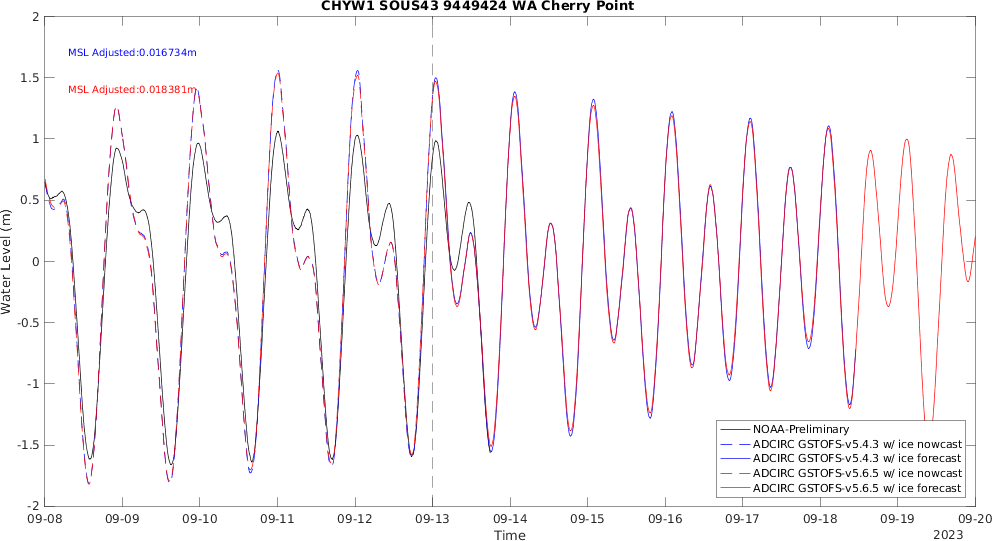 CHYW1 SOUS43 9449424 WA Cherry Point
2
1.5
1
0.5
0
-0.5
-1
-1.5
-2
Water Level (m)
MSL Adjusted:0.016734m
MSL Adjusted:0.018381m
NOAA-Preliminary
ADCIRC GSTOFS-v5.4.3 w/ ice nowcast
ADCIRC GSTOFS-v5.4.3 w/ ice forecast
ADCIRC GSTOFS-v5.6.5 w/ ice nowcast
ADCIRC GSTOFS-v5.6.5 w/ ice forecast
09-08 09-09 09-10 09-11 09-12 09-13 09-14 09-15 09-16 09-17 09-18 09-19 09-20
Time
2023